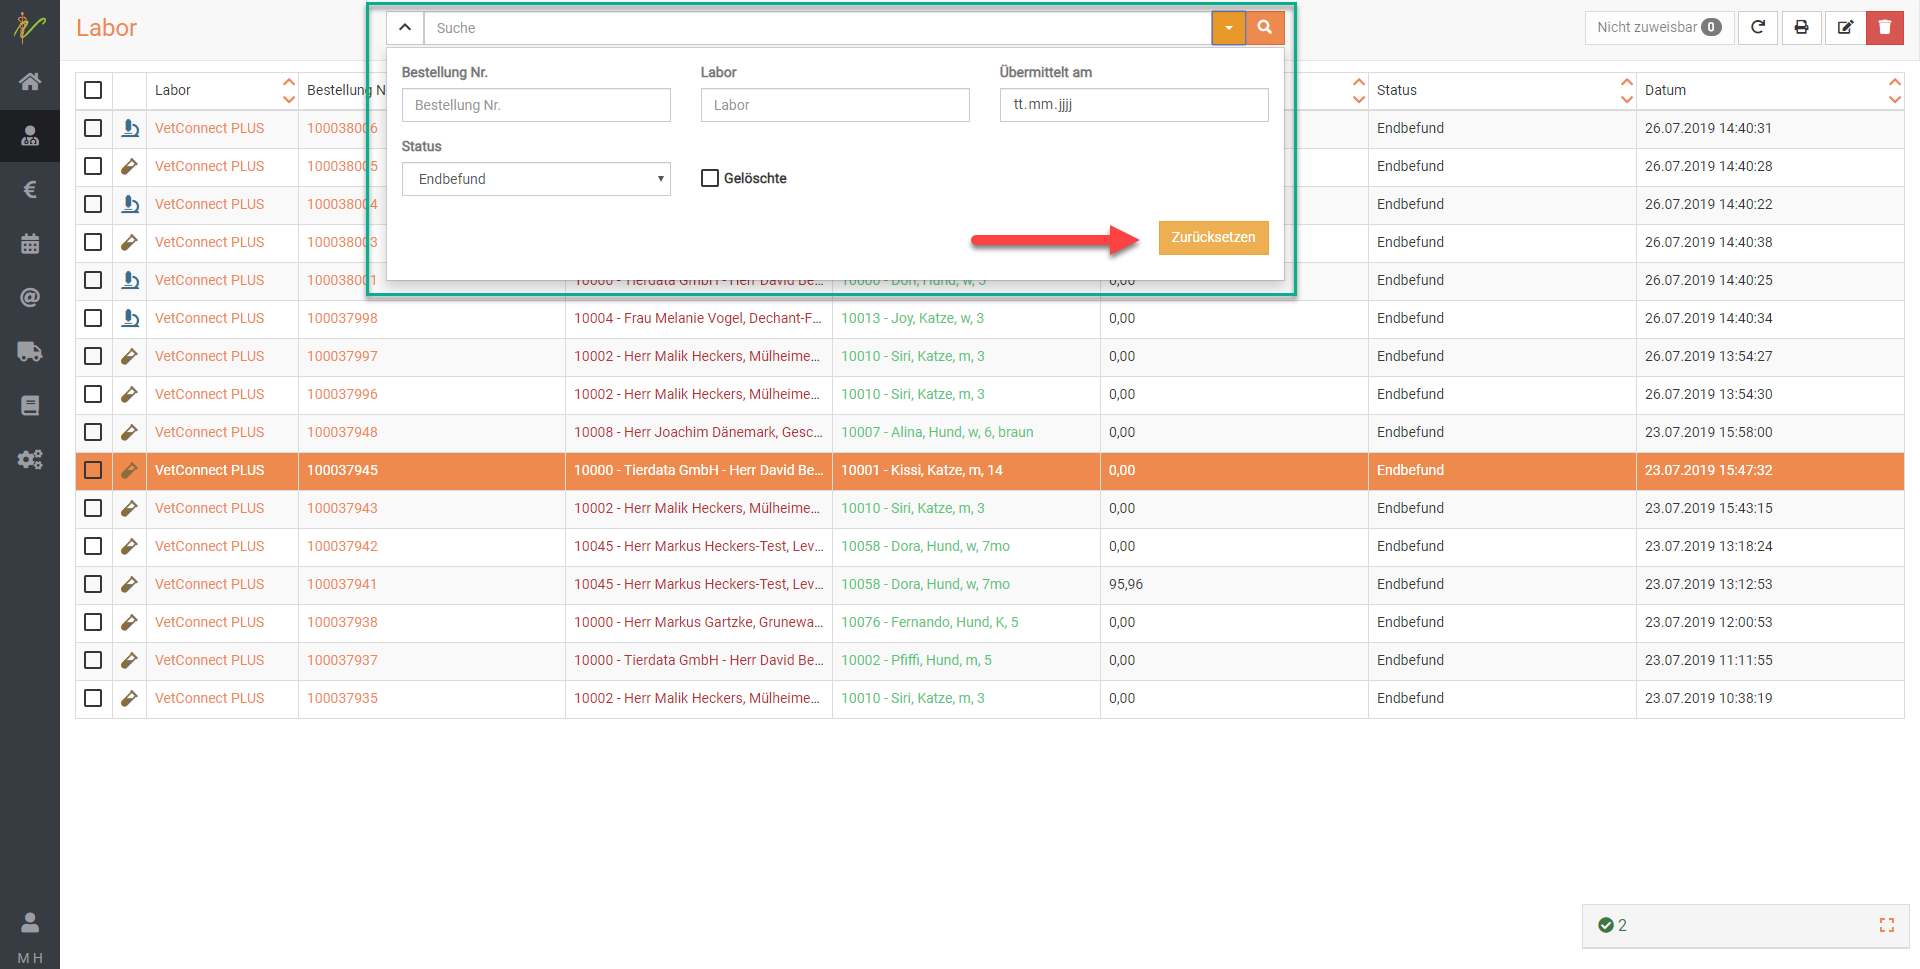 Labor
Suche
Nicht zuweisbar 0
Bestellung Nr.
Labor
Übermittelt am
Bestellung Nr.
Labor
tt.mm.jjjj
Status
Endbefund
Gelöschte
Zurücksetzen
Labor Bestellung N Status Datum
VetConnect PLUS 100038006 Endbefund 26.07.2019 14:40:31
VetConnect PLUS 100038005 Endbefund 26.07.2019 14:40:28
VetConnect PLUS 100038004 Endbefund 26.07.2019 14:40:22
VetConnect PLUS 100038003 Endbefund 26.07.2019 14:40:38
VetConnect PLUS 100038001 10000 - Tierdata GmbH - Herr David Be... Hund, w, 0,00 Endbefund 26.07.2019 14:40:25
VetConnect PLUS 100037998 10004 - Frau Melanie Vogel, Dechant-F... 10013 - Joy, Katze, w, 3 0,00 Endbefund 26.07.2019 14:40:34
VetConnect PLUS 100037997 10002 - Herr Malik Heckers, Mülheime... 10010 - Siri, Katze, m, 3 0,00 Endbefund 26.07.2019 13:54:27
VetConnect PLUS 100037996 10002 - Herr Malik Heckers, Mülheime... 10010 - Siri, Katze, m, 3 0,00 Endbefund 26.07.2019 13:54:30
VetConnect PLUS 100037948 10008 - Herr Joachim Dänemark, Gesc... 10007 - Alina, Hund, w, 6, braun 0,00 Endbefund 23.07.2019 15:58:00
VetConnect PLUS 100037945 10000 - Tierdata GmbH - Herr David Be... 10001 - Kissi, Katze, m, 14 0,00 Endbefund 23.07.2019 15:47:32
VetConnect PLUS 100037943 10002 - Herr Malik Heckers, Mülheime... 10010 - Siri, Katze, m, 3 0,00 Endbefund 23.07.2019 15:43:15
VetConnect PLUS 100037942 10045 - Herr Markus Heckers-Test, Lev... 10058 - Dora, Hund, w, 7mo 0,00 Endbefund 23.07.2019 13:18:24
VetConnect PLUS 100037941 10045 - Herr Markus Heckers-Test, Lev... 10058 - Dora, Hund, w, 7mo 95,96 Endbefund 23.07.2019 13:12:53
VetConnect PLUS 100037938 10000 - Herr Markus Gartzke, Grunewa... 10076 - Fernando, Hund, K, 5 0,00 Endbefund 23.07.2019 12:00:53
VetConnect PLUS 100037937 10000 - Tierdata GmbH - Herr David Be... 10002 - Pfiffi, Hund, m, 5 0,00 Endbefund 23.07.2019 11:11:55
VetConnect PLUS 100037935 10002 - Herr Malik Heckers, Mülheime... 10010 - Siri, Katze, m, 3 0,00 Endbefund 23.07.2019 10:38:19
2
M H